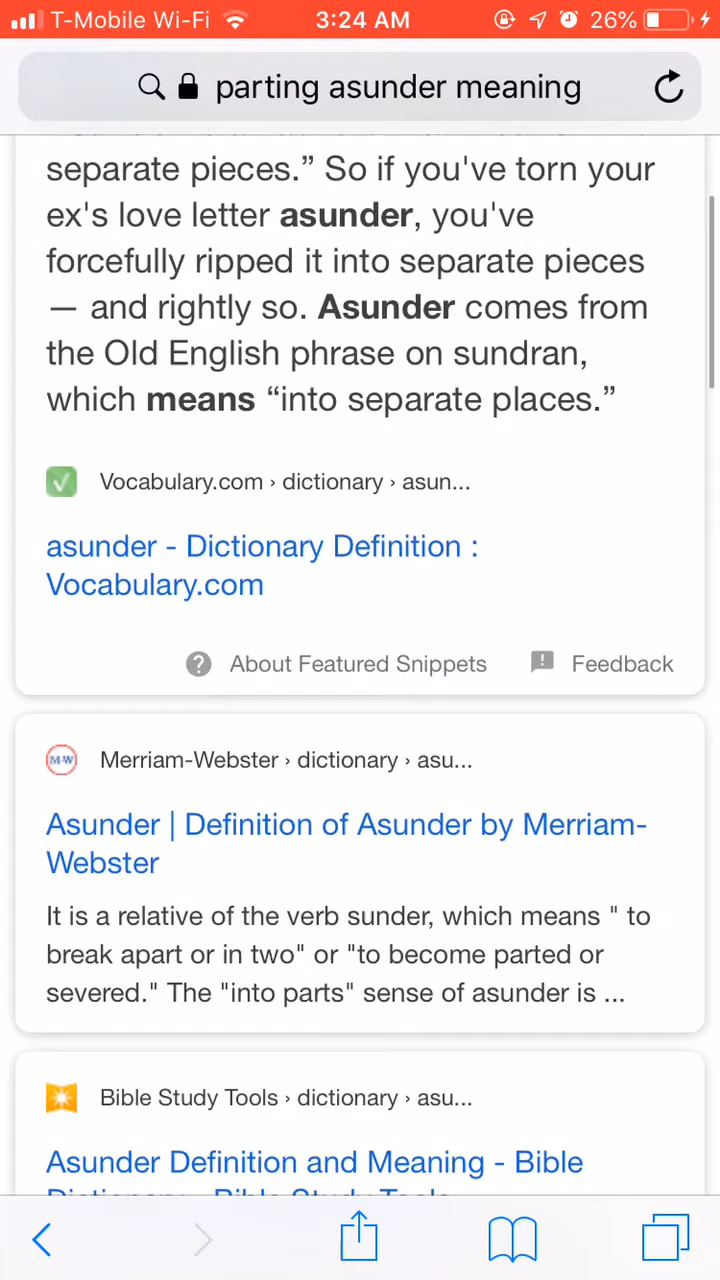 T-Mobile Wi-Fi 3:24 AM 26%
parting asunder meaning
separate pieces.” So if you've torn your
ex's love letter asunder, you've
forcefully ripped it into separate pieces
— and rightly so. Asunder comes from
the Old English phrase on sundran,
which means “into separate places.”
Vocabulary.com › dictionary › asun...
asunder - Dictionary Definition :
Vocabulary.com
About Featured Snippets Feedback
M-W Merriam-Webster › dictionary › asu...
Asunder | Definition of Asunder by Merriam-
Webster
It is a relative of the verb sunder, which means " to
break apart or in two" or "to become parted or
severed." The "into parts" sense of asunder is ...
Bible Study Tools › dictionary › asu...
Asunder Definition and Meaning - Bible
Dictionary - Bible Study Tools